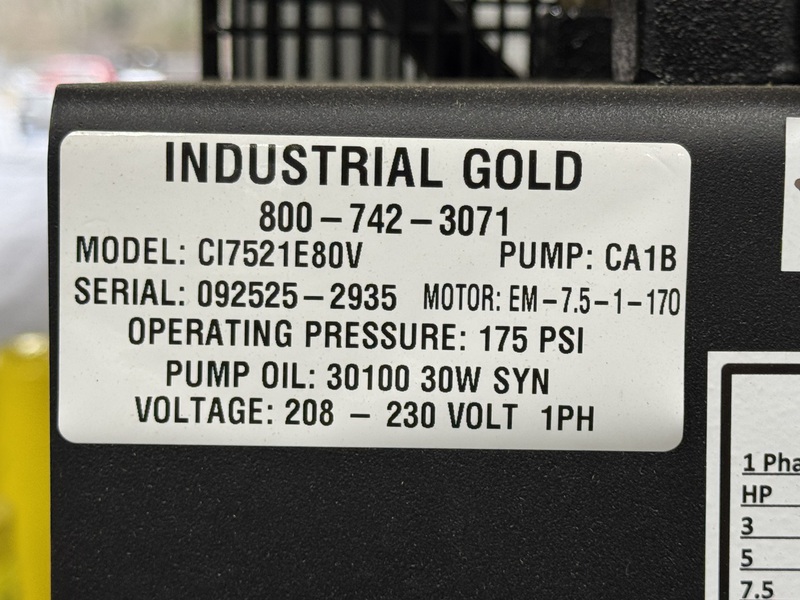 INDUSTRIAL GOLD
800-742-3071
MODEL: CI7521E80V PUMP: CA1B
SERIAL: 092525-2935 MOTOR: EM-7.5-1-170
OPERATING PRESSURE: 175 PSI
PUMP OIL: 30100 30W SYN
VOLTAGE: 208 - 230 VOLT 1PH
1 Pha
HP
3
5
7.5